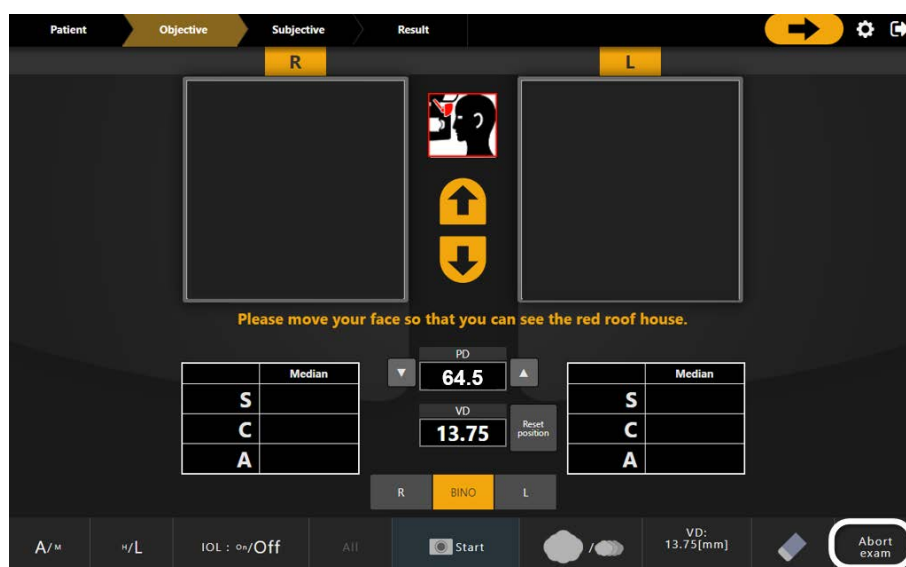 Patient Objective Subjective Result
R L
Please move your face so that you can see the red roof house.
PD
64.5
VD
13.75
Reset
position
Median
S
C
A
Median
S
C
A
R BINO L
A/M H/L IOL : On/Off All Start / VD:
13.75[mm] Abort
exam